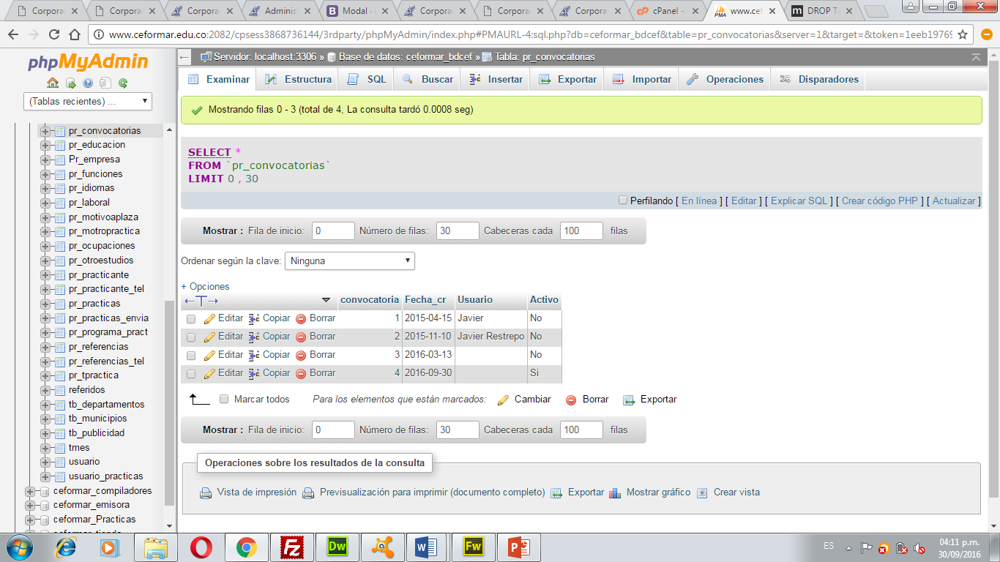 Corpora
Corpora
Corpora
Adminis
Modal -
Corpora
Corpora
Corpora
cPanel -
www.cef
DROP TA
www.ceformar.edu.co:2082/cpsess3868736144/3rdparty/phpMyAdmin/index.php#PMAURL-4:sql.php?db=ceformar_bdcef&table=pr_convocatorias&server=1&target=&token=1eeb19769
phpMyAdmin
(Tablas recientes) ...
pr_convocatorias
pr_educacion
Pr_empresa
pr_funciones
pr_idiomas
pr_laboral
pr_motivoaplaza
pr_motropractica
pr_ocupaciones
pr_otroestudios
pr_practicante
pr_practicante_tel
pr_practicas
pr_practicas_envia
pr_programa_pract
pr_referencias
pr_referencias_tel
pr_tpractica
referidos
tb_departamentos
tb_municipios
tb_publicidad
tmes
usuario
usuario_practicas
ceformar_compiladores
ceformar_emisora
ceformar_Practicas
ceformar_tienda
Servidor: localhost:3306 » Base de datos: ceformar_bdcef » Tabla: pr_convocatorias
Examinar Estructura SQL Buscar Insertar Exportar Importar Operaciones Disparadores
Mostrando filas 0 - 3 (total de 4, La consulta tardó 0.0008 seg)
SELECT *
FROM `pr_convocatorias`
LIMIT 0 , 30
Perfilando [ En línea ] [ Editar ] [ Explicar SQL ] [ Crear código PHP ] [ Actualizar ]
Mostrar : Fila de inicio: 0 Número de filas: 30 Cabeceras cada 100 filas
Ordenar según la clave: Ninguna
+ Opciones
←T→ convocatoria Fecha_cr Usuario Activo
Editar Copiar Borrar 1 2015-04-15 Javier No
Editar Copiar Borrar 2 2015-11-10 Javier Restrepo No
Editar Copiar Borrar 3 2016-03-13 No
Editar Copiar Borrar 4 2016-09-30 Si
Marcar todos Para los elementos que están marcados: Cambiar Borrar Exportar
Mostrar : Fila de inicio: 0 Número de filas: 30 Cabeceras cada 100 filas
Operaciones sobre los resultados de la consulta
Vista de impresión Previsualización para imprimir (documento completo) Exportar Mostrar gráfico Crear vista
ES
04:11 p.m.
30/09/2016